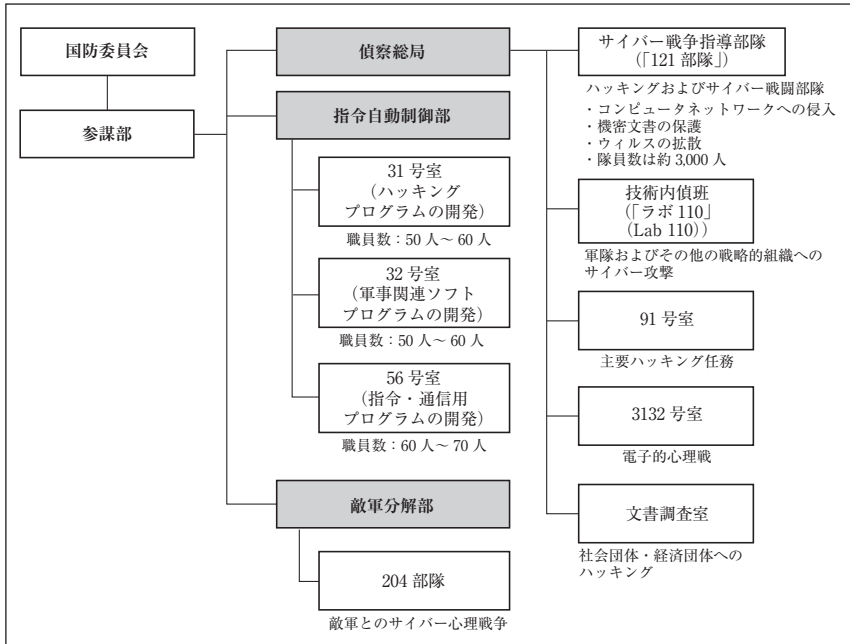 国防委員会
参謀部
偵察総局
指令自動制御部
31 号室
(ハッキング
プログラムの開発)
職員数：50 人〜 60 人
32 号室
(軍事関連ソフト
プログラムの開発)
職員数：50 人〜 60 人
56 号室
(指令・通信用
プログラムの開発)
職員数：60 人〜 70 人
敵軍分解部
204 部隊
敵軍とのサイバー心理戦争
サイバー戦争指導部隊
(「121 部隊」)
ハッキングおよびサイバー戦闘部隊
・コンピュータネットワークへの侵入
・機密文書の保護
・ウィルスの拡散
・隊員数は約 3,000 人
技術内偵班
(「ラボ 110」
(Lab 110))
軍隊およびその他の戦略的組織への
サイバー攻撃
91 号室
主要ハッキング任務
3132 号室
電子的心理戦
文書調査室
社会団体・経済団体への
ハッキング